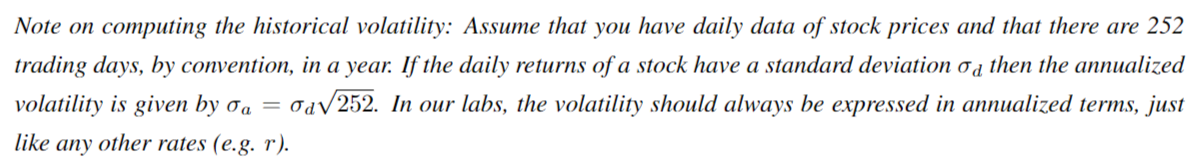 Note on computing the historical volatility: Assume that you have daily data of stock prices and that there are 252
trading days, by convention, in a year. If the daily returns of a stock have a standard deviation σd then the annualized
volatility is given by σa = σd√252. In our labs, the volatility should always be expressed in annualized terms, just
like any other rates (e.g. r).